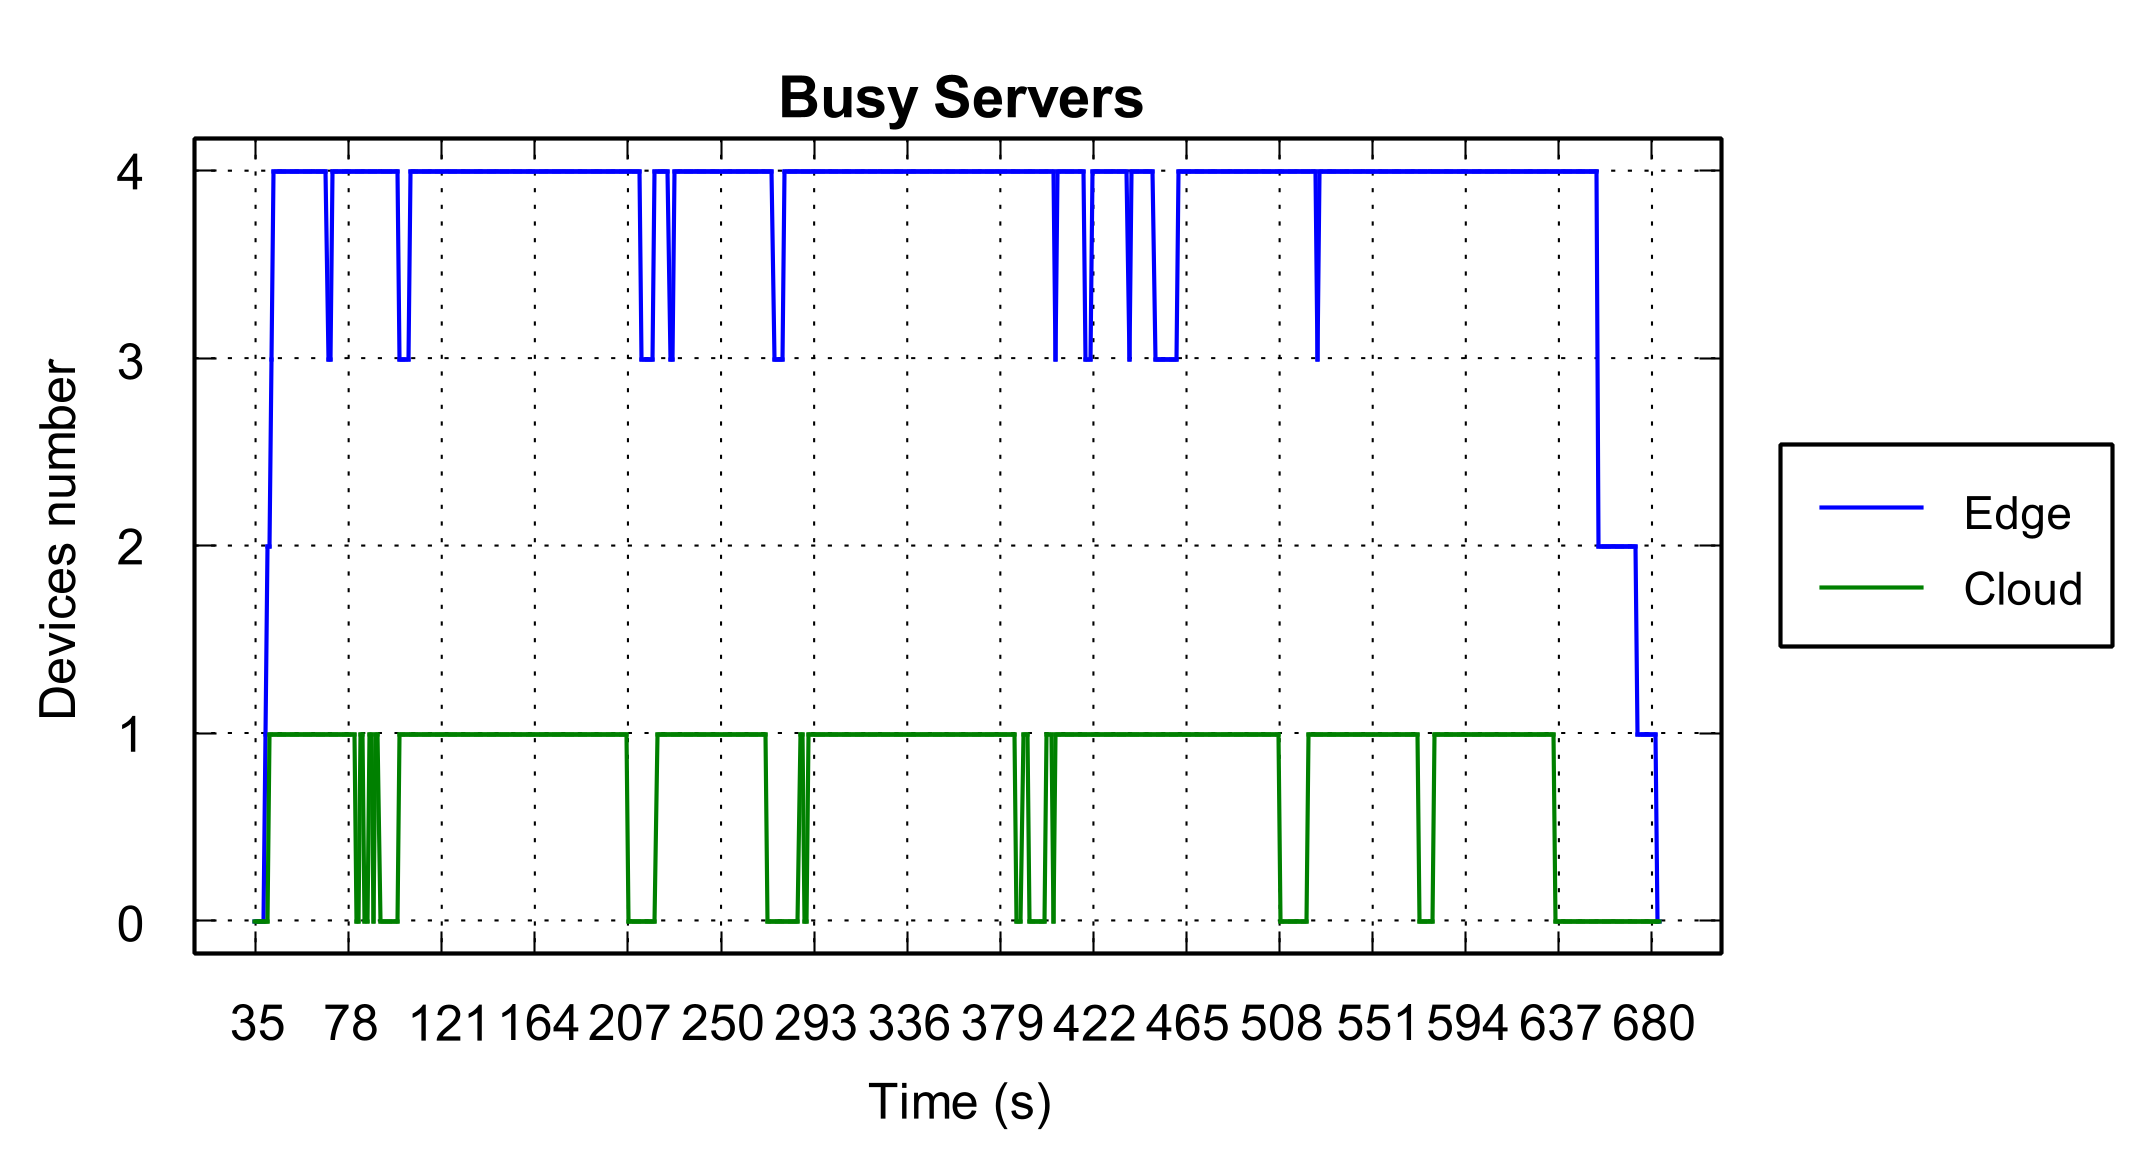 Busy Servers
4
3
2
1
0
Devices number
35 78 121 164 207 250 293 336 379 422 465 508 551 594 637 680
Time (s)
Edge
Cloud